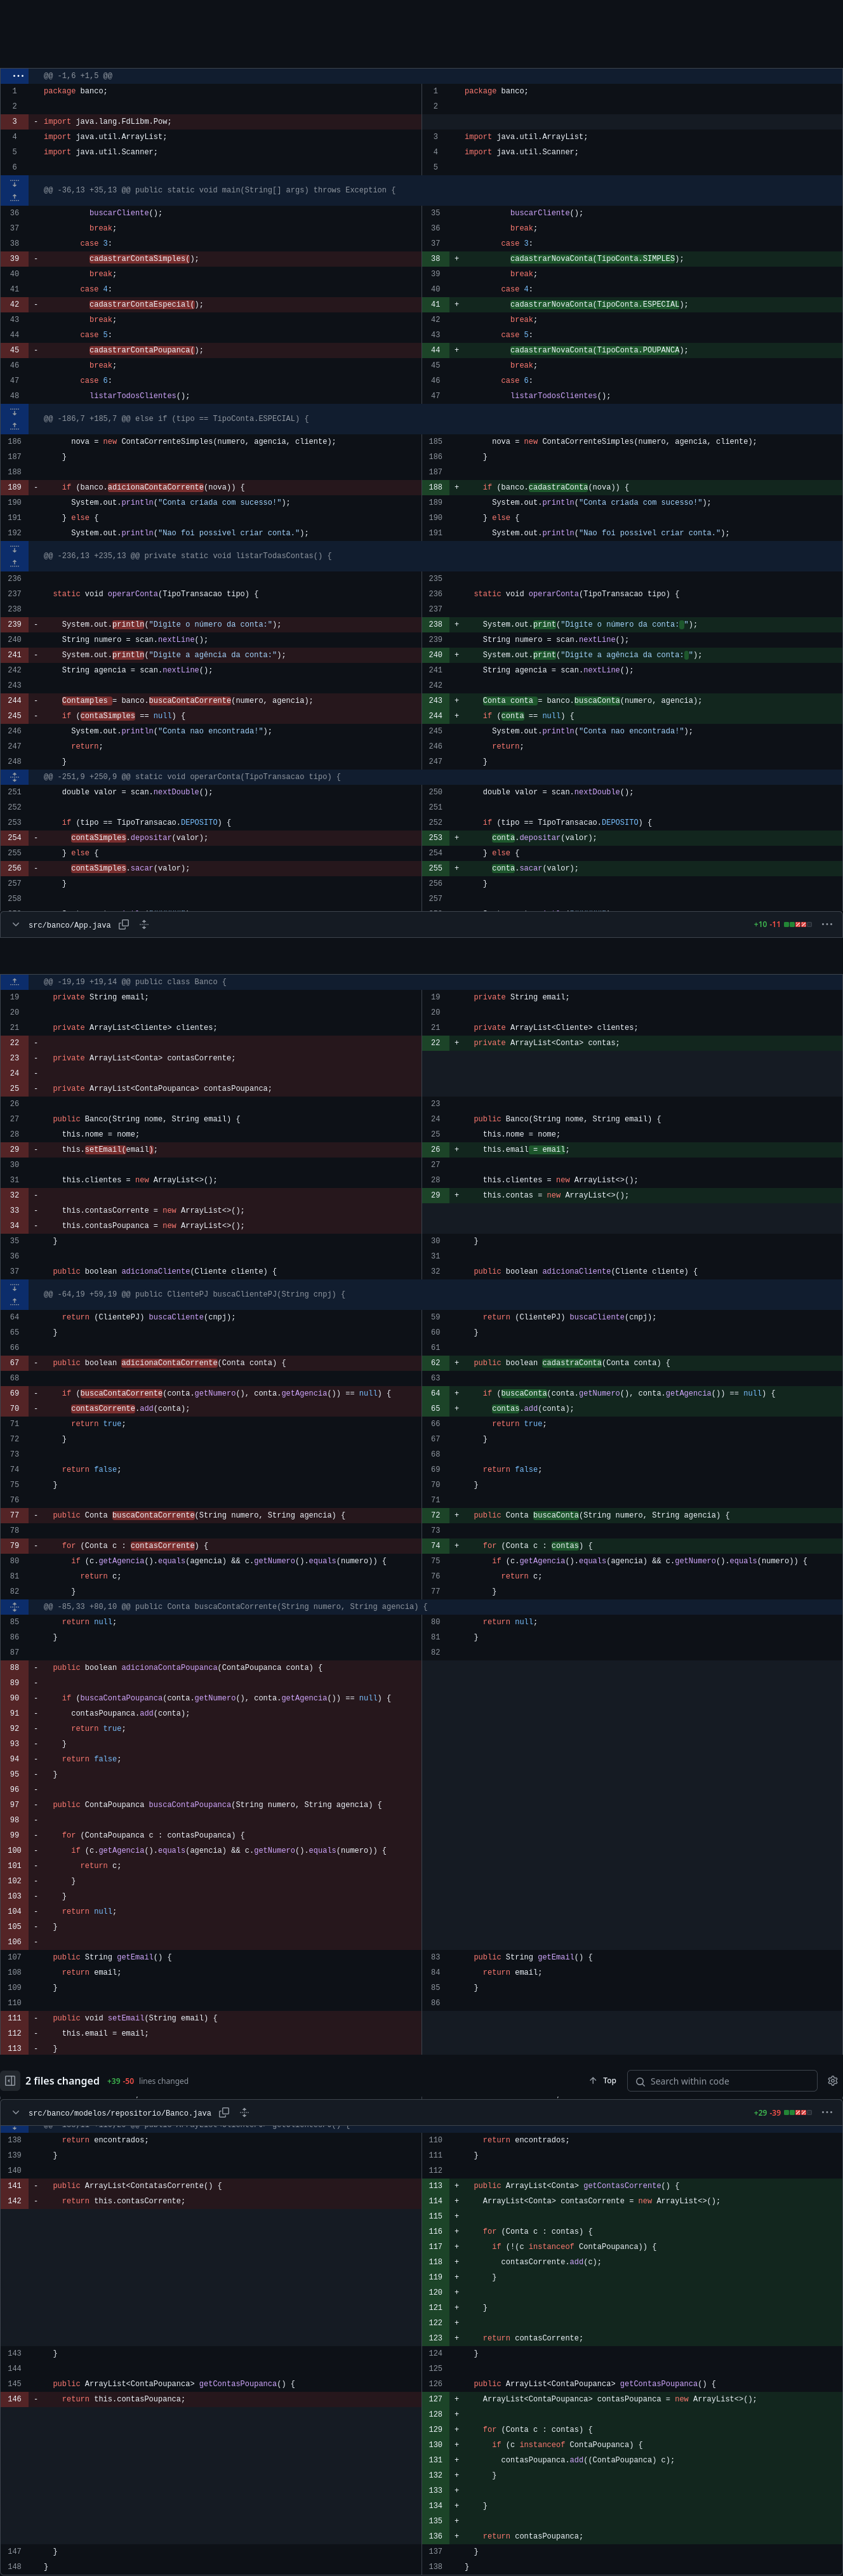 @@ -1,6 +1,5 @@
1 package banco; 1 package banco;
2 2
3 - import java.lang.FdLibm.Pow;
4 import java.util.ArrayList; 3 import java.util.ArrayList;
5 import java.util.Scanner; 4 import java.util.Scanner;
6 5
@@ -36,13 +35,13 @@ public static void main(String[] args) throws Exception {
36 buscarCliente(); 35 buscarCliente();
37 break; 36 break;
38 case 3: 37 case 3:
39 - cadastrarContaSimples(); 38 + cadastrarNovaConta(TipoConta.SIMPLES);
40 break; 39 break;
41 case 4: 40 case 4:
42 - cadastrarContaEspecial(); 41 + cadastrarNovaConta(TipoConta.ESPECIAL);
43 break; 42 break;
44 case 5: 43 case 5:
45 - cadastrarContaPoupanca(); 44 + cadastrarNovaConta(TipoConta.POUPANCA);
46 break; 45 break;
47 case 6: 46 case 6:
48 listarTodosClientes(); 47 listarTodosClientes();
@@ -186,7 +185,7 @@ else if (tipo == TipoConta.ESPECIAL) {
186 nova = new ContaCorrenteSimples(numero, agencia, cliente); 185 nova = new ContaCorrenteSimples(numero, agencia, cliente);
187 } 186 }
188 187
189 - if (banco.adicionaContaCorrente(nova)) { 188 + if (banco.cadastraConta(nova)) {
190 System.out.println("Conta criada com sucesso!"); 189 System.out.println("Conta criada com sucesso!");
191 } else { 190 } else {
192 System.out.println("Nao foi possivel criar conta."); 191 System.out.println("Nao foi possivel criar conta.");
@@ -236,13 +235,13 @@ private static void listarTodasContas() {
236 235
237 static void operarConta(TipoTransacao tipo) { 236 static void operarConta(TipoTransacao tipo) {
238 237
239 - System.out.println("Digite o número da conta:"); 238 + System.out.print("Digite o número da conta: ");
240 String numero = scan.nextLine(); 239 String numero = scan.nextLine();
241 - System.out.println("Digite a agência da conta:"); 240 + System.out.print("Digite a agência da conta: ");
242 String agencia = scan.nextLine(); 241 String agencia = scan.nextLine();
243 242
244 - Contamples = banco.buscaContaCorrente(numero, agencia); 243 + Conta conta = banco.buscaConta(numero, agencia);
245 - if (contaSimples == null) { 244 + if (conta == null) {
246 System.out.println("Conta nao encontrada!"); 245 System.out.println("Conta nao encontrada!");
247 return; 246 return;
248 } 247 }
@@ -251,9 +250,9 @@ static void operarConta(TipoTransacao tipo) {
251 double valor = scan.nextDouble(); 250 double valor = scan.nextDouble();
252 251
253 if (tipo == TipoTransacao.DEPOSITO) { 252 if (tipo == TipoTransacao.DEPOSITO) {
254 - contaSimples.depositar(valor); 253 + conta.depositar(valor);
255 } else { 254 } else {
256 - contaSimples.sacar(valor); 255 + conta.sacar(valor);
257 } 256 }
258 257
src/banco/App.java +10 -11
@@ -19,19 +19,14 @@ public class Banco {
19 private String email; 19 private String email;
20 20
21 private ArrayList<Cliente> clientes; 21 private ArrayList<Cliente> clientes;
22 - 22 + private ArrayList<Conta> contas;
23 - private ArrayList<Conta> contasCorrente;
24 -
25 - private ArrayList<ContaPoupanca> contasPoupanca;
26 23
27 public Banco(String nome, String email) { 24 public Banco(String nome, String email) {
28 this.nome = nome; 25 this.nome = nome;
29 - this.setEmail(email); 26 + this.email = email;
30 27
31 this.clientes = new ArrayList<>(); 28 this.clientes = new ArrayList<>();
32 - 29 + this.contas = new ArrayList<>();
33 - this.contasCorrente = new ArrayList<>();
34 - this.contasPoupanca = new ArrayList<>();
35 } 30 }
36 31
37 public boolean adicionaCliente(Cliente cliente) { 32 public boolean adicionaCliente(Cliente cliente) {
@@ -64,19 +59,19 @@ public ClientePJ buscaClientePJ(String cnpj) {
64 return (ClientePJ) buscaCliente(cnpj); 59 return (ClientePJ) buscaCliente(cnpj);
65 } 60 }
66 61
67 - public boolean adicionaContaCorrente(Conta conta) { 62 + public boolean cadastraConta(Conta conta) {
68 63
69 - if (buscaContaCorrente(conta.getNumero(), conta.getAgencia()) == null) { 64 + if (buscaConta(conta.getNumero(), conta.getAgencia()) == null) {
70 - contasCorrente.add(conta); 65 + contas.add(conta);
71 return true; 66 return true;
72 } 67 }
73 68
74 return false; 69 return false;
75 } 70 }
76 71
77 - public Conta buscaContaCorrente(String numero, String agencia) { 72 + public Conta buscaConta(String numero, String agencia) {
78 73
79 - for (Conta c : contasCorrente) { 74 + for (Conta c : contas) {
80 if (c.getAgencia().equals(agencia) && c.getNumero().equals(numero)) { 75 if (c.getAgencia().equals(agencia) && c.getNumero().equals(numero)) {
81 return c; 76 return c;
82 } 77 }
@@ -85,33 +80,10 @@ public Conta buscaContaCorrente(String numero, String agencia) {
85 return null; 80 return null;
86 } 81 }
87 82
88 - public boolean adicionaContaPoupanca(ContaPoupanca conta) {
89 -
90 - if (buscaContaPoupanca(conta.getNumero(), conta.getAgencia()) == null) {
91 - contasPoupanca.add(conta);
92 - return true;
93 - }
94 - return false;
95 - }
96 -
97 - public ContaPoupanca buscaContaPoupanca(String numero, String agencia) {
98 -
99 - for (ContaPoupanca c : contasPoupanca) {
100 - if (c.getAgencia().equals(agencia) && c.getNumero().equals(numero)) {
101 - return c;
102 - }
103 - }
104 - return null;
105 - }
106 -
107 public String getEmail() { 83 public String getEmail() {
108 return email; 84 return email;
109 } 85 }
110 86
111 - public void setEmail(String email) {
112 - this.email = email;
113 - }
2 files changed +39 -50 lines changed Top Search within code
src/banco/modelos/repositorio/Banco.java +29 -39
138 return encontrados; 110 return encontrados;
139 } 111 }
140 112
141 - public ArrayList<ContatasCorrente() { 113 + public ArrayList<Conta> getContasCorrente() {
142 - return this.contasCorrente; 114 + ArrayList<Conta> contasCorrente = new ArrayList<>();
115 +
116 + for (Conta c : contas) {
117 + if (!(c instanceof ContaPoupanca)) {
118 + contasCorrente.add(c);
119 + }
120 +
121 + }
122 +
123 + return contasCorrente;
143 } 124 }
144 125
145 public ArrayList<ContaPoupanca> getContasPoupanca() { 126 public ArrayList<ContaPoupanca> getContasPoupanca() {
146 - return this.contasPoupanca; 127 + ArrayList<ContaPoupanca> contasPoupanca = new ArrayList<>();
128 +
129 + for (Conta c : contas) {
130 + if (c instanceof ContaPoupanca) {
131 + contasPoupanca.add((ContaPoupanca) c);
132 + }
133 +
134 + }
135 +
136 + return contasPoupanca;
147 } 137 }
148 } 138 }